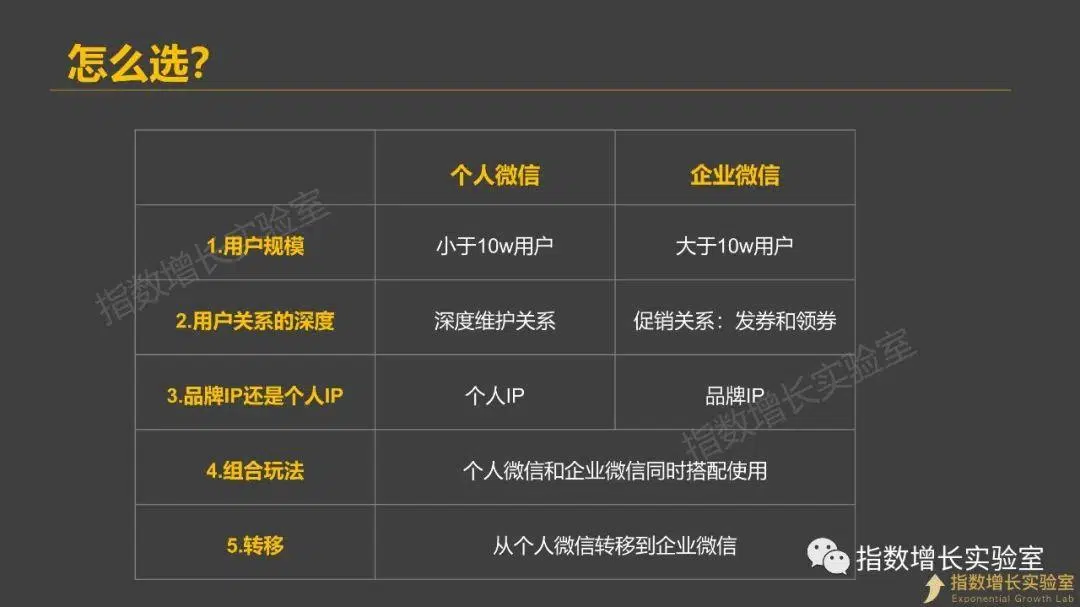 怎么选?
个人微信 企业微信
1.用户规模 小于10w用户 大于10w用户
2.用户关系的深度 深度维护关系 促销关系：发券和领券
3.品牌IP还是个人IP 个人IP 品牌IP
4.组合玩法 个人微信和企业微信同时搭配使用
5.转移 从个人微信转移到企业微信
指数增长实验室
指数增长实验室
指数增长实验室
指数增长实验室
Exponential Growth Lab